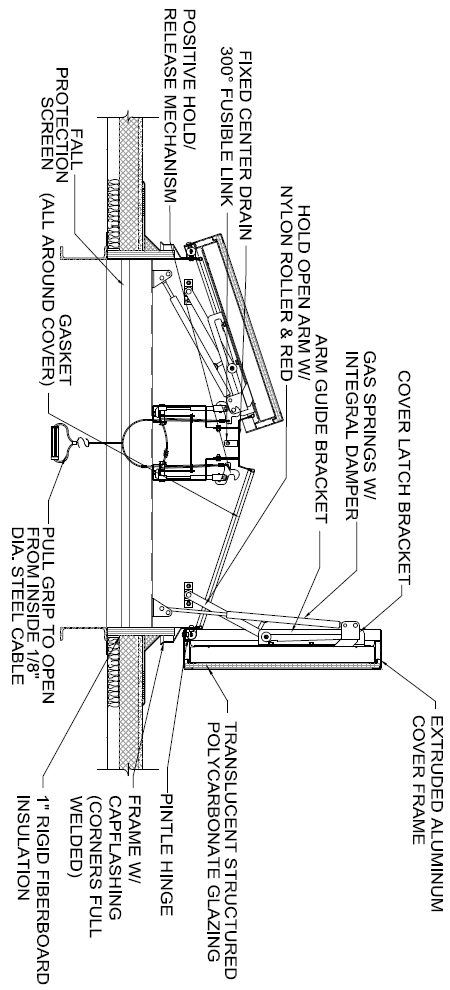 POSITIVE HOLD/
RELEASE MECHANISM
FIXED CENTER DRAIN
300° FUSIBLE LINK
HOLD OPEN ARM W/
NYLON ROLLER & RED
ARM GUIDE BRACKET
GAS SPRINGS W/
INTEGRAL DAMPER
COVER LATCH BRACKET
EXTRUDED ALUMINUM
COVER FRAME
TRANSLUCENT STRUCTURED
POLYCARBONATE GLAZING
PINTLE HINGE
FRAME W/
CAPFLASHING
(CORNERS FULL
WELDED)
1" RIGID FIBERBOARD
INSULATION
PULL GRIP TO OPEN
FROM INSIDE 1/8"
DIA. STEEL CABLE
GASKET
(ALL AROUND COVER)
FALL
PROTECTION
SCREEN